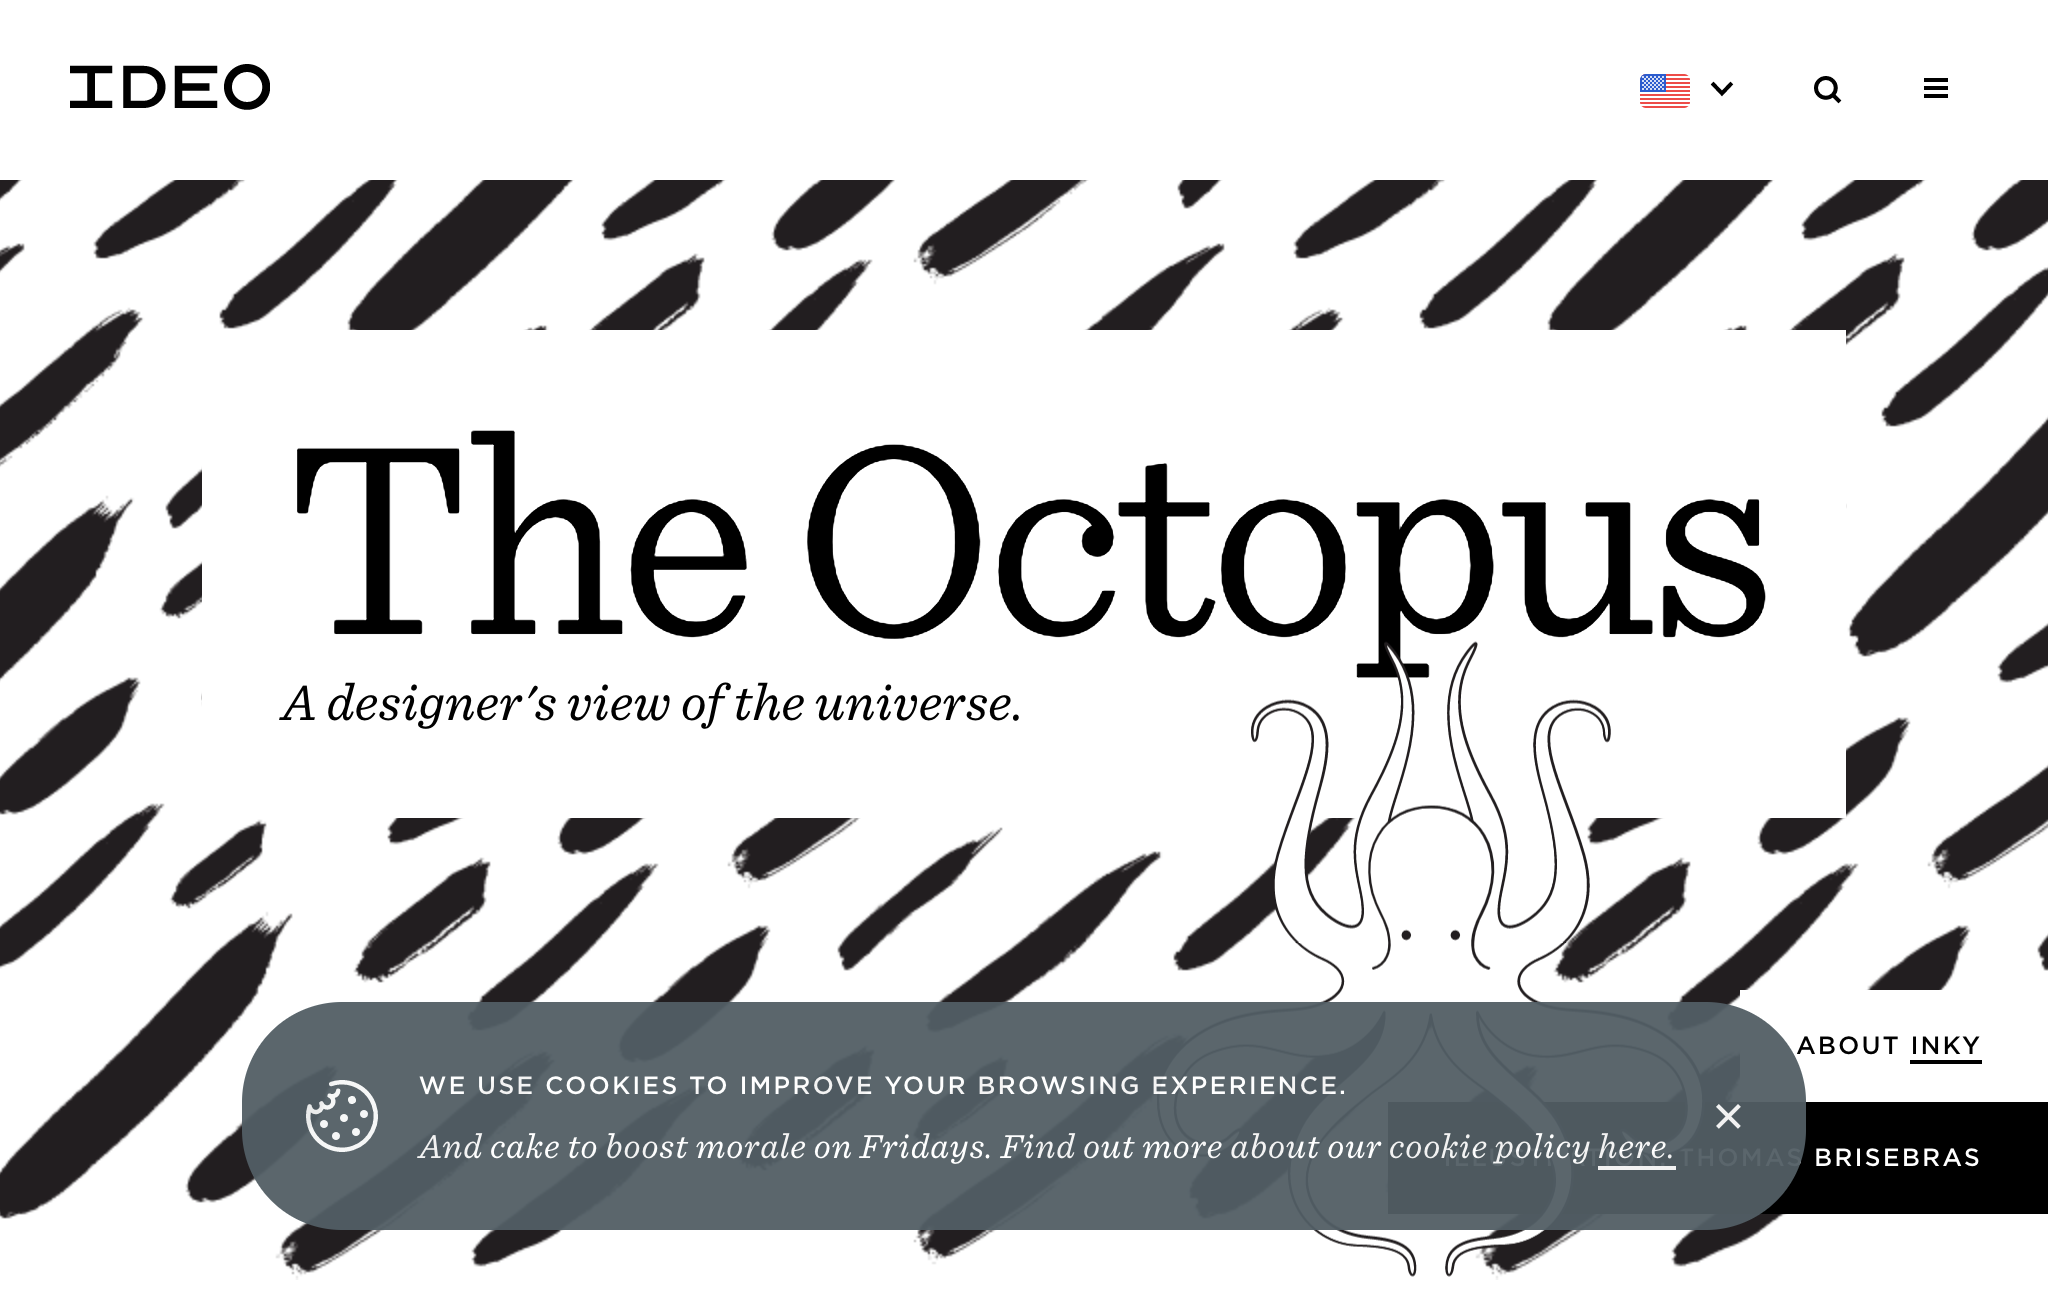 IDEO
The Octopus
A designer's view of the universe.
ABOUT INKY
WE USE COOKIES TO IMPROVE YOUR BROWSING EXPERIENCE.
And cake to boost morale on Fridays. Find out more about our cookie policy here.
THOMAS BRISEBRAS